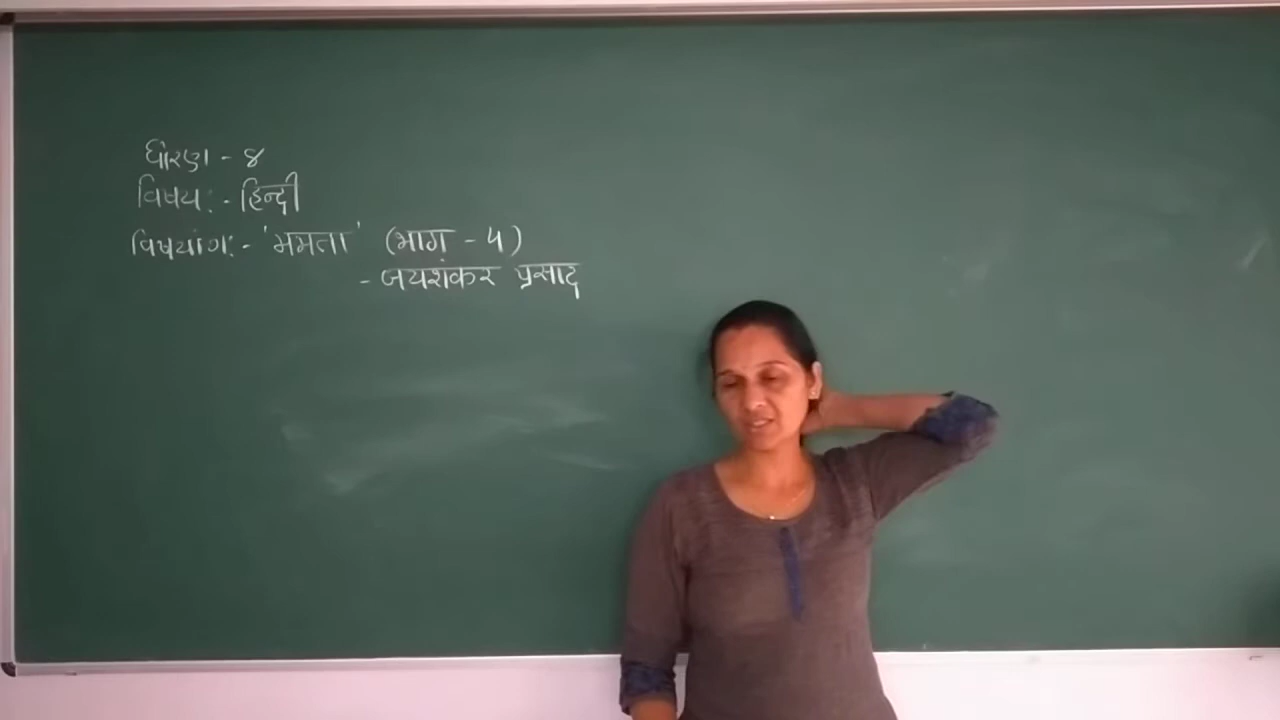 धोरण - ४
विषय :- हिन्दी
विषयांग :- 'ममता' (भाग - ५)
- जयशंकर प्रसाद